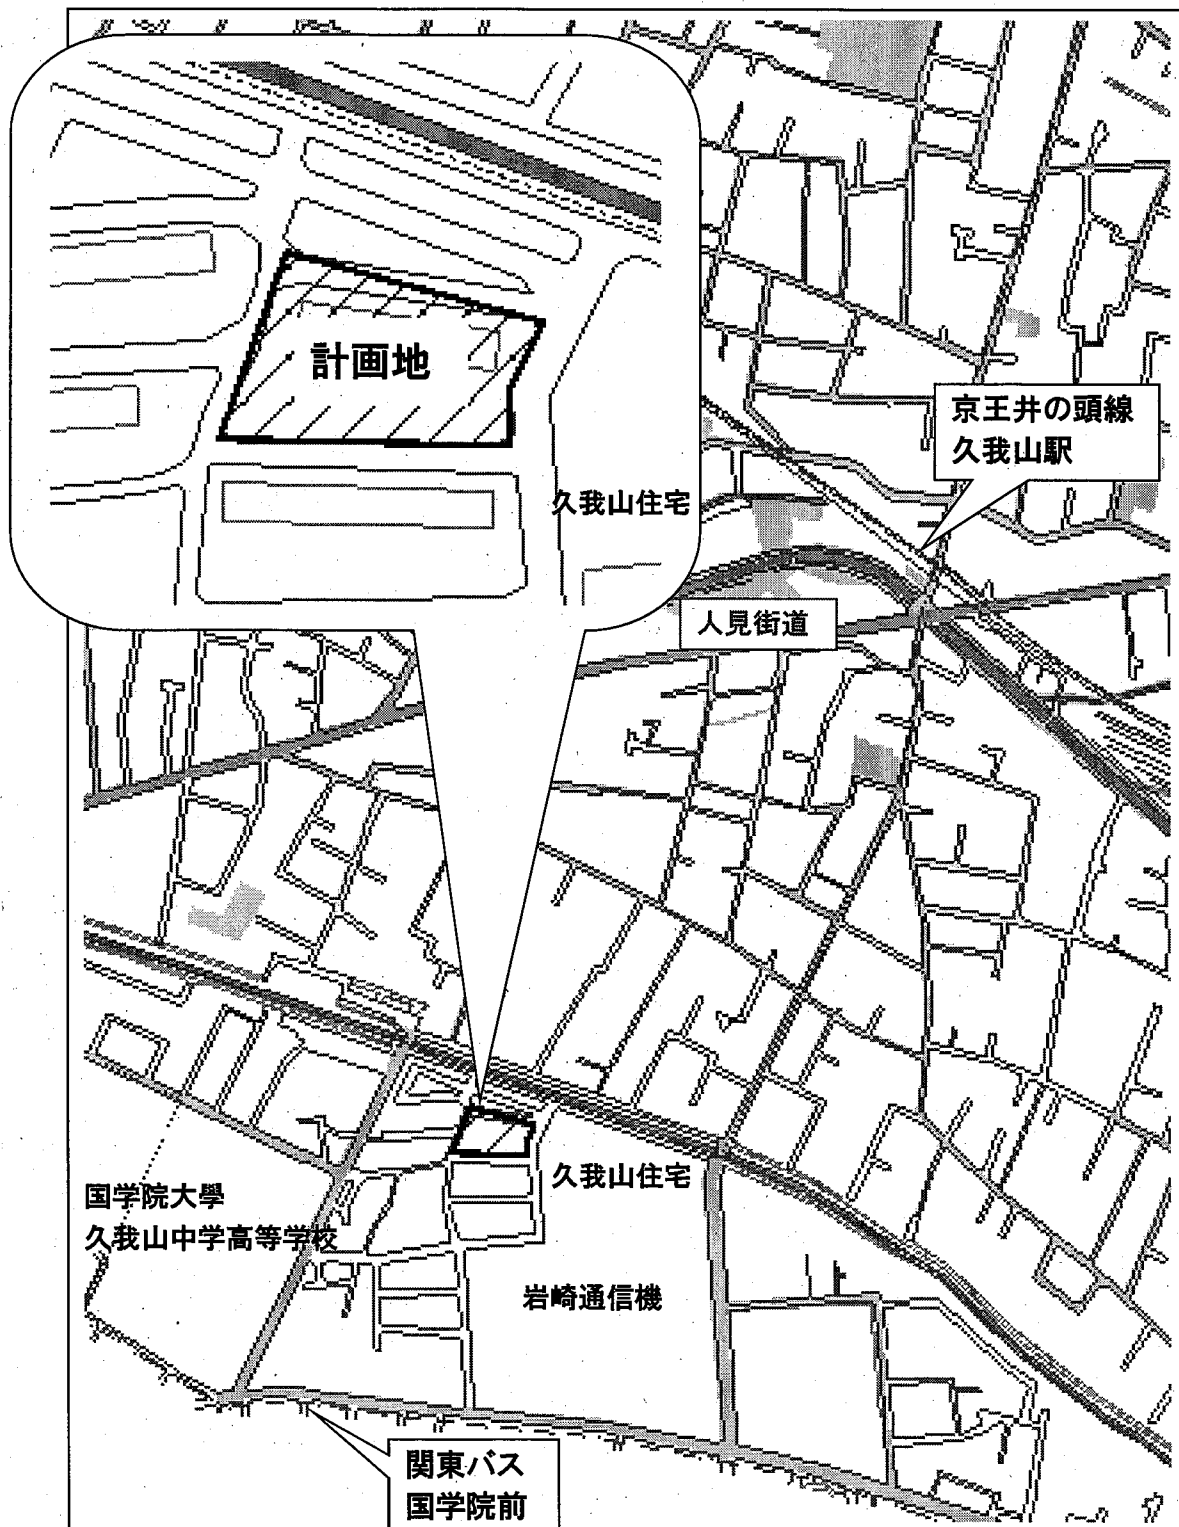 計画地
久我山住宅
京王井の頭線
久我山駅
人見街道
久我山住宅
国学院大學
久我山中学高等学校
岩崎通信機
関東バス
国学院前